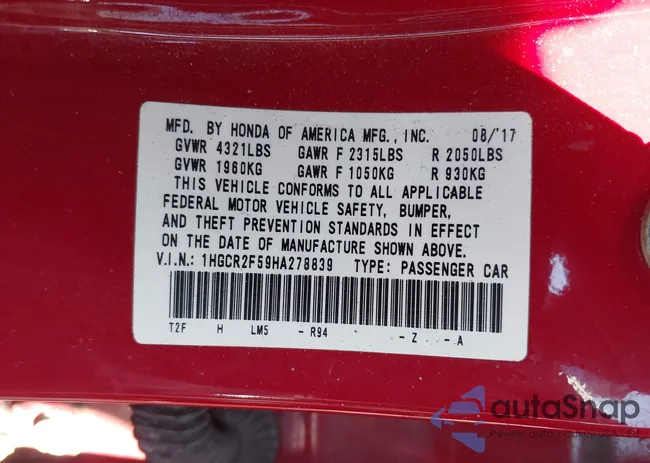 MFD. BY HONDA OF AMERICA MFG., INC. 08/'17
GVWR 4321LBS GAWR F 2315LBS R 2050LBS
GVWR 1960KG GAWR F 1050KG R 930KG
THIS VEHICLE CONFORMS TO ALL APPLICABLE
FEDERAL MOTOR VEHICLE SAFETY, BUMPER,
AND THEFT PREVENTION STANDARDS IN EFFECT
ON THE DATE OF MANUFACTURE SHOWN ABOVE.
V.I.N.: 1HGCR2F59HA278839 TYPE: PASSENGER CAR
T2F H LM5 - R94 - Z - A
autoSnap
Pewne auto